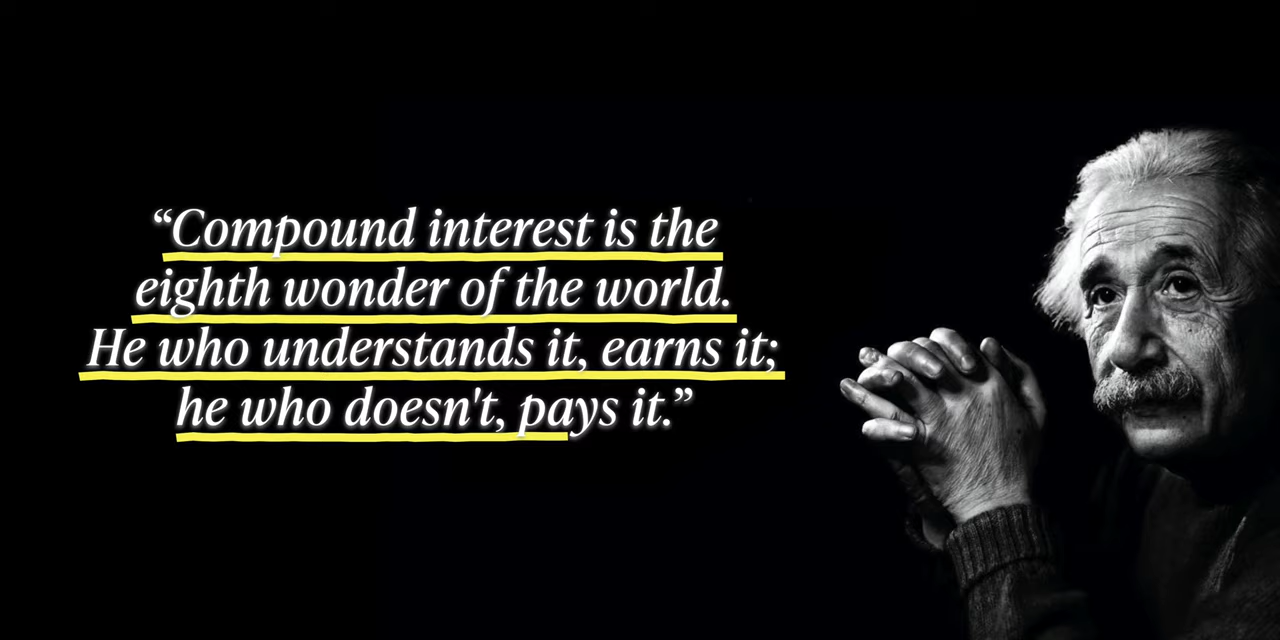 “Compound interest is the
eighth wonder of the world.
He who understands it, earns it;
he who doesn't, pays it.”